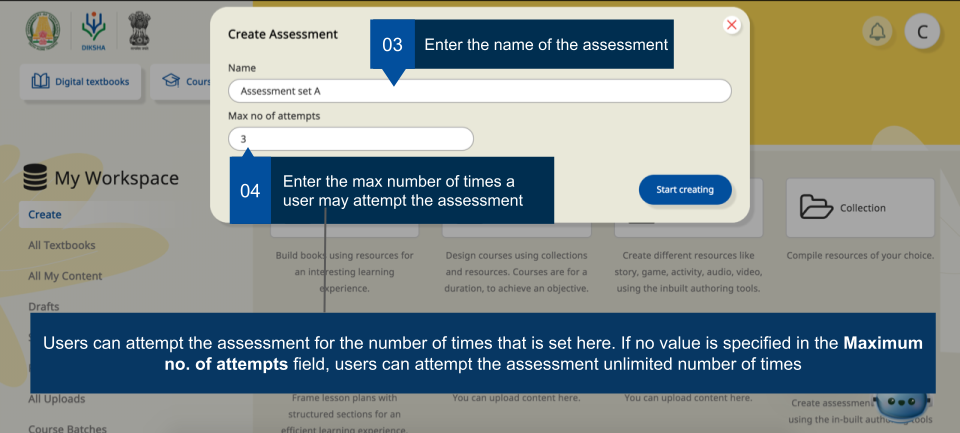 DIKSHA
C
Digital textbooks
Cours
Create Assessment
03
Enter the name of the assessment
Name
Assessment set A
Max no of attempts
3
04
Enter the max number of times a
user may attempt the assessment
Start creating
My Workspace
Create
All Textbooks
All My Content
Drafts
Collection
Build books using resources for
an interesting learning
experience.
Design courses using collections
and resources. Courses are for a
duration, to achieve an objective.
Create different resources like
story, game, activity, audio, video,
using the inbuilt authoring tools.
Compile resources of your choice.
Users can attempt the assessment for the number of times that is set here. If no value is specified in the Maximum
no. of attempts field, users can attempt the assessment unlimited number of times
All Uploads
Course Batches
Frame lesson plans with
structured sections for an
efficient learning experience.
You can upload content here.
You can upload content here.
Create assessment
using the in-built tools